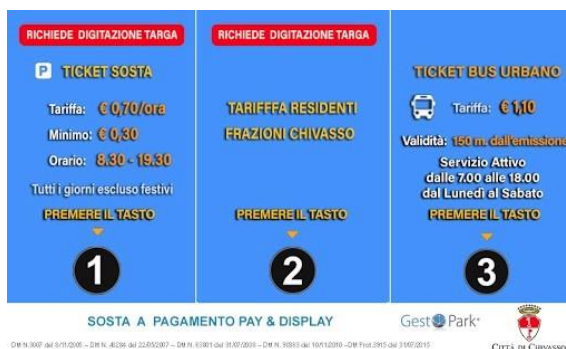 RICHIEDE DIGITAZIONE TARGA
P TICKET SOSTA
Tariffa: € 0,70/ora
Minimo: € 0,30
Orario: 8.30 - 19.30
Tutti i giorni escluso festivi
PREMERE IL TASTO
1
RICHIEDE DIGITAZIONE TARGA
TARIFFFA RESIDENTI
FRAZIONI CHIVASSO
PREMERE IL TASTO
2
TICKET BUS URBANO
Tariffa: € 1,10
Validità: 150 m. dall'emissione
Servizio Attivo
dalle 7.00 alle 18.00
dal Lunedì al Sabato
PREMERE IL TASTO
3
SOSTA A PAGAMENTO PAY & DISPLAY
Gest Park
CITTÀ DI CHIVASSO